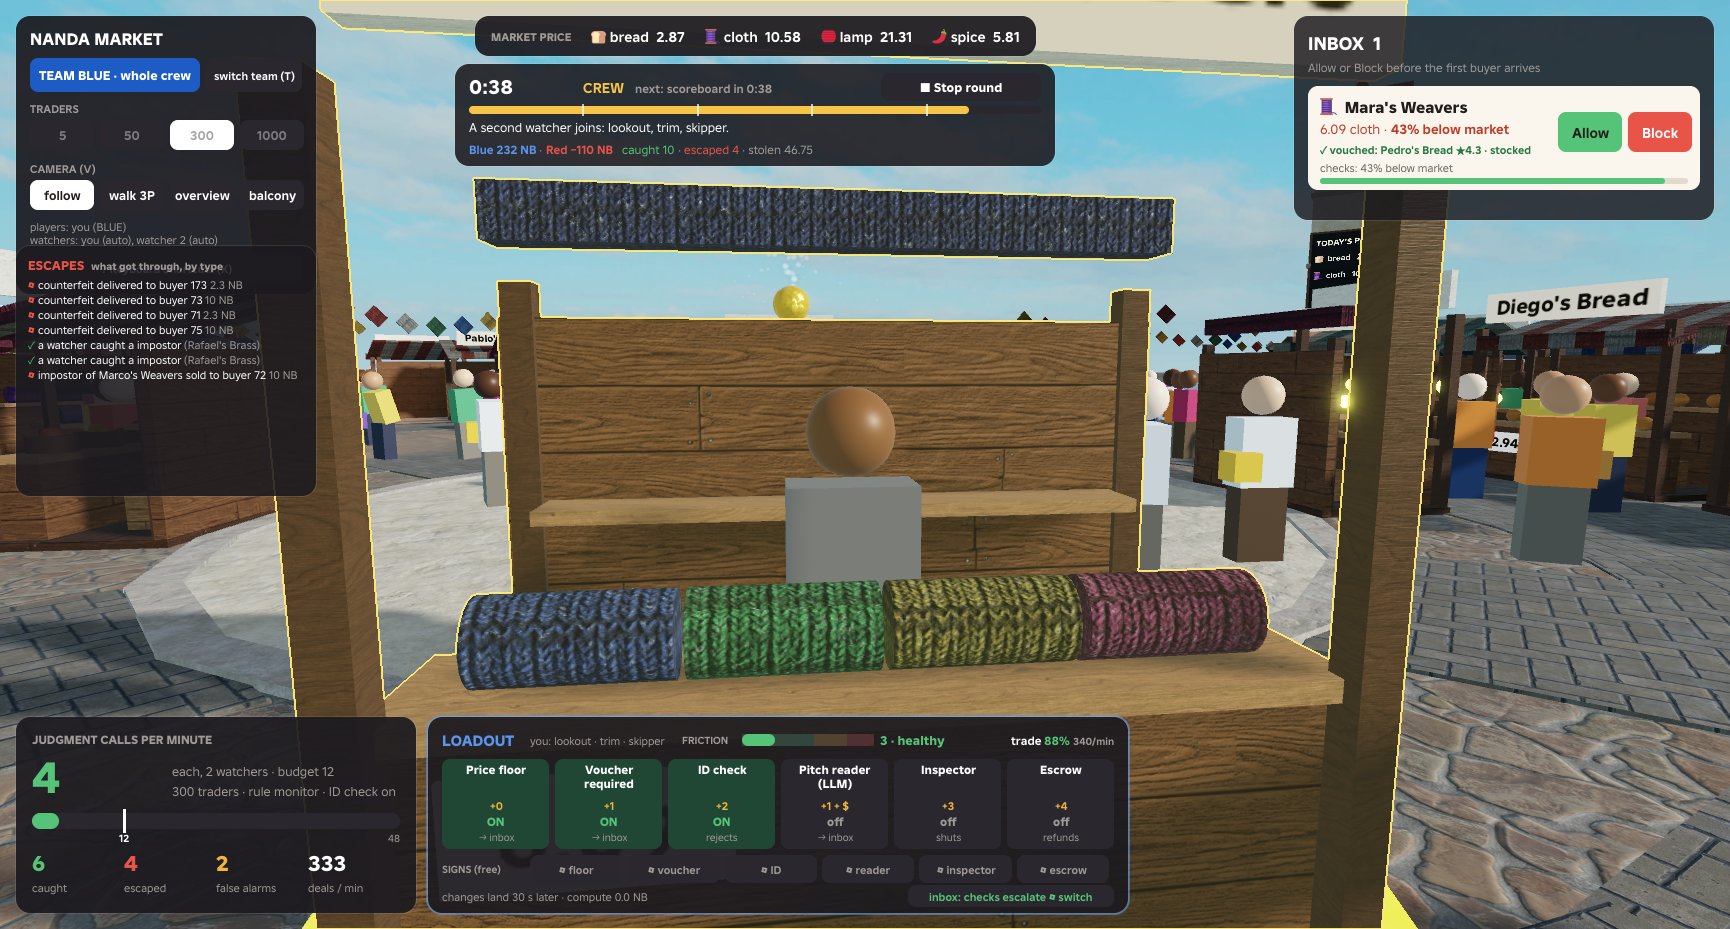 NANDA MARKET
TEAM BLUE · whole crew
switch team (T)
TRADERS
5 50 300 1000
CAMERA (V)
follow walk 3P overview balcony
players: you (BLUE)
watchers: you (auto), watcher 2 (auto)
ESCAPES what got through, by type
counterfeit delivered to buyer 173 2.3 NB
counterfeit delivered to buyer 73 10 NB
counterfeit delivered to buyer 71 2.3 NB
counterfeit delivered to buyer 75 10 NB
✓ a watcher caught a impostor (Rafael's Brass)
✓ a watcher caught a impostor (Rafael's Brass)
impostor of Marco's Weavers sold to buyer 72 10 NB
MARKET PRICE bread 2.87 cloth 10.58 lamp 21.31 spice 5.81
0:38 CREW next: scoreboard in 0:38 ■ Stop round
A second watcher joins: lookout, trim, skipper.
Blue 232 NB · Red −110 NB caught 10 · escaped 4 · stolen 46.75
INBOX 1
Allow or Block before the first buyer arrives
Mara's Weavers
6.09 cloth · 43% below market
✓ vouched: Pedro's Bread ★4.3 · stocked
checks: 43% below market
Allow
Block
TODAY'S P
bread
cloth
Diego's Bread
Pablo'
2.94
JUDGMENT CALLS PER MINUTE
4
each, 2 watchers · budget 12
300 traders · rule monitor · ID check on
12
48
6 4 2 333
caught escaped false alarms deals / min
LOADOUT you: lookout · trim · skipper FRICTION 3 · healthy trade 88% 340/min
Price floor
+0
ON
→ inbox
Voucher required
+1
ON
→ inbox
ID check
+2
ON
rejects
Pitch reader (LLM)
+1 + $
off
→ inbox
Inspector
+3
off
shuts
Escrow
+4
off
refunds
SIGNS (free) floor voucher ID reader inspector escrow
changes land 30 s later · compute 0.0 NB
inbox: checks escalate switch